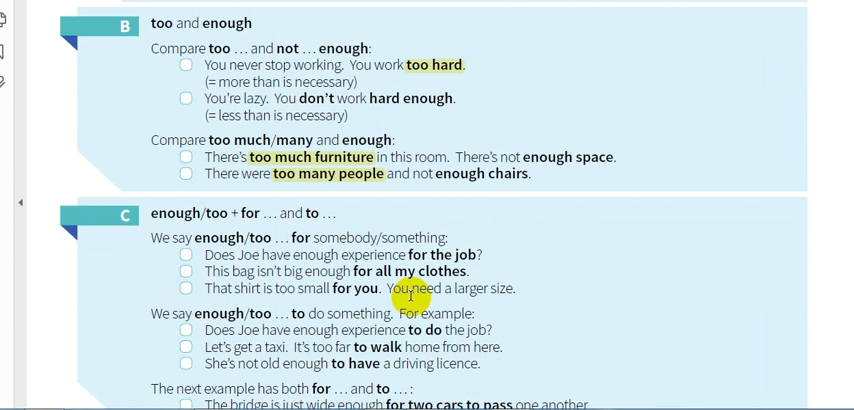 B
too and enough
Compare too … and not … enough:
You never stop working. You work too hard.
(= more than is necessary)
You’re lazy. You don’t work hard enough.
(= less than is necessary)
Compare too much/many and enough:
There’s too much furniture in this room. There’s not enough space.
There were too many people and not enough chairs.
C
enough/too + for … and to …
We say enough/too … for somebody/something:
Does Joe have enough experience for the job?
This bag isn’t big enough for all my clothes.
That shirt is too small for you. You need a larger size.
We say enough/too … to do something. For example:
Does Joe have enough experience to do the job?
Let’s get a taxi. It’s too far to walk home from here.
She’s not old enough to have a driving licence.
The next example has both for … and to … :
The bridge is just wide enough for two cars to pass one another